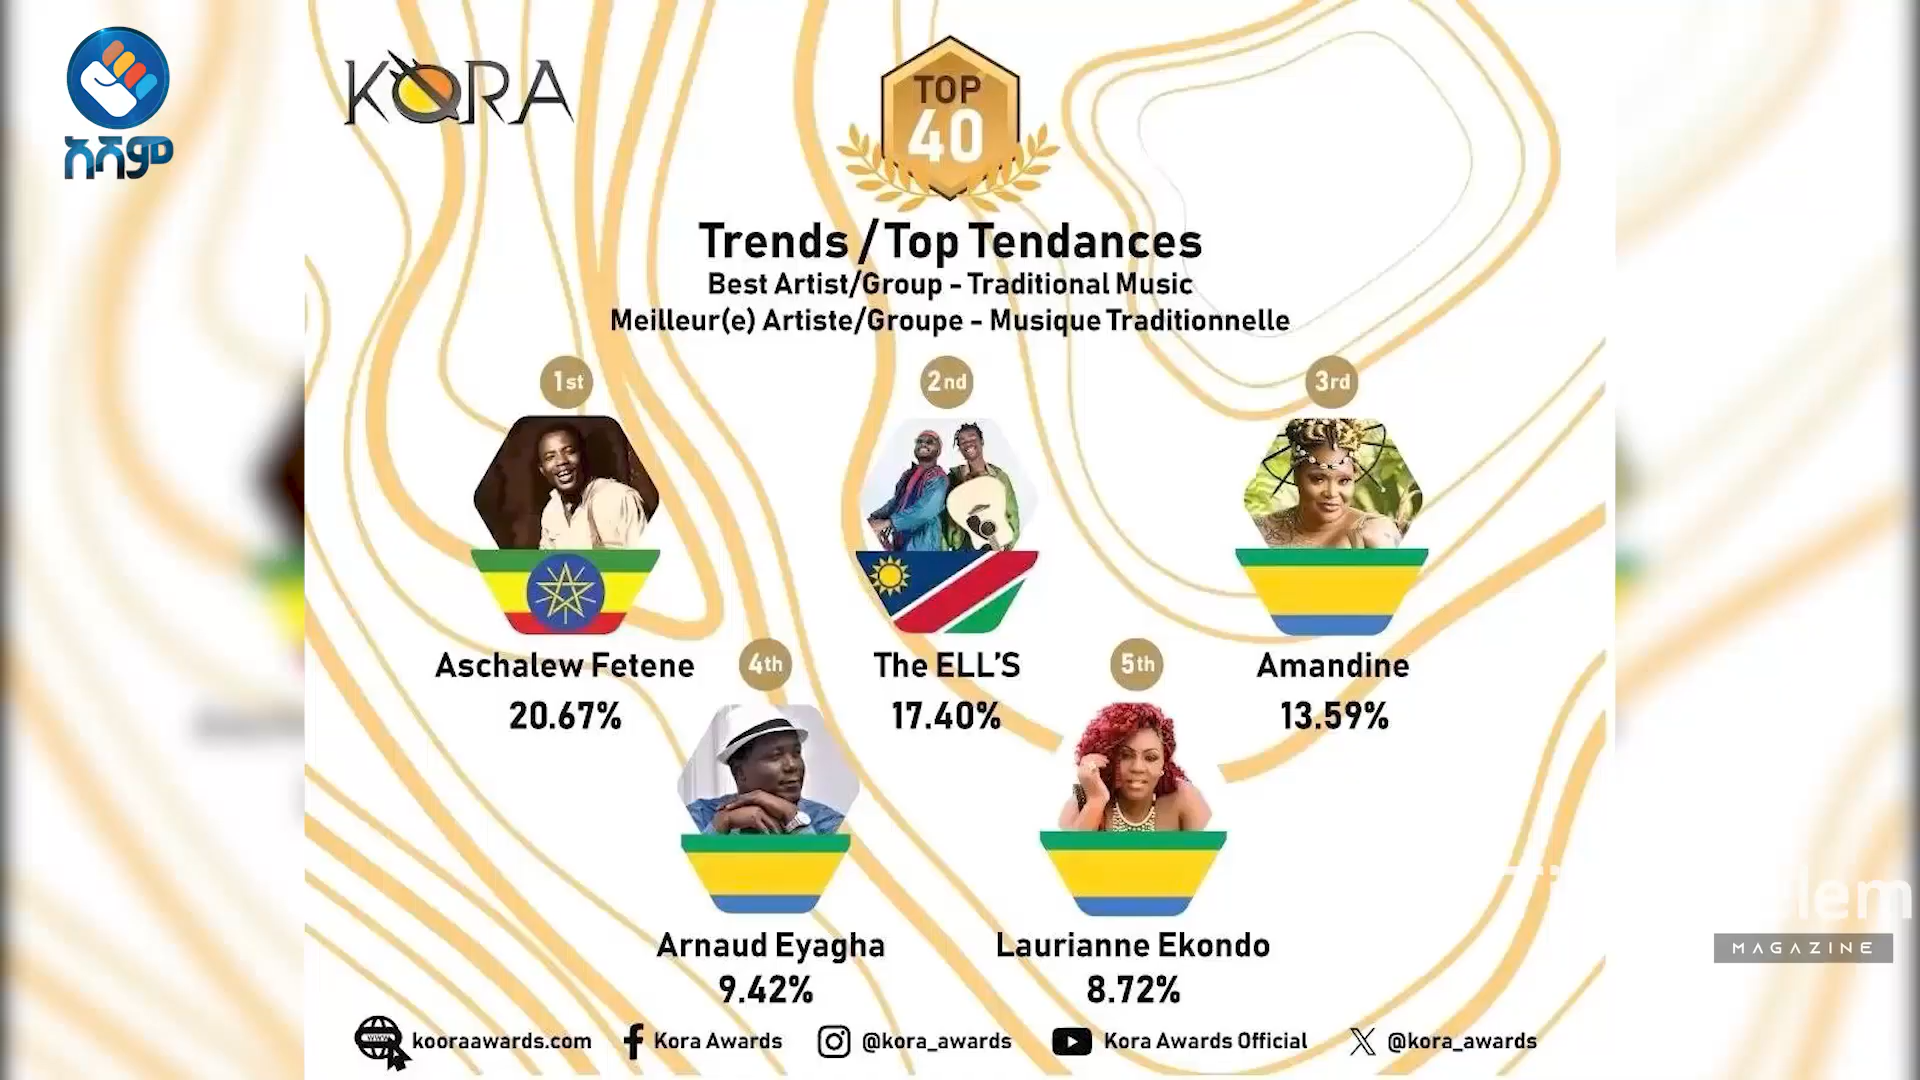 አሻም
KORA
TOP
40
Trends / Top Tendances
Best Artist/Group - Traditional Music
Meilleur(e) Artiste/Groupe - Musique Traditionnelle
1st
2nd
3rd
Aschalew Fetene
20.67%
The ELL'S
17.40%
Amandine
13.59%
4th
5th
Arnaud Eyagha
9.42%
Laurianne Ekondo
8.72%
MAGAZINE
kooraawards.com
Kora Awards
@kora_awards
Kora Awards Official
@kora_awards